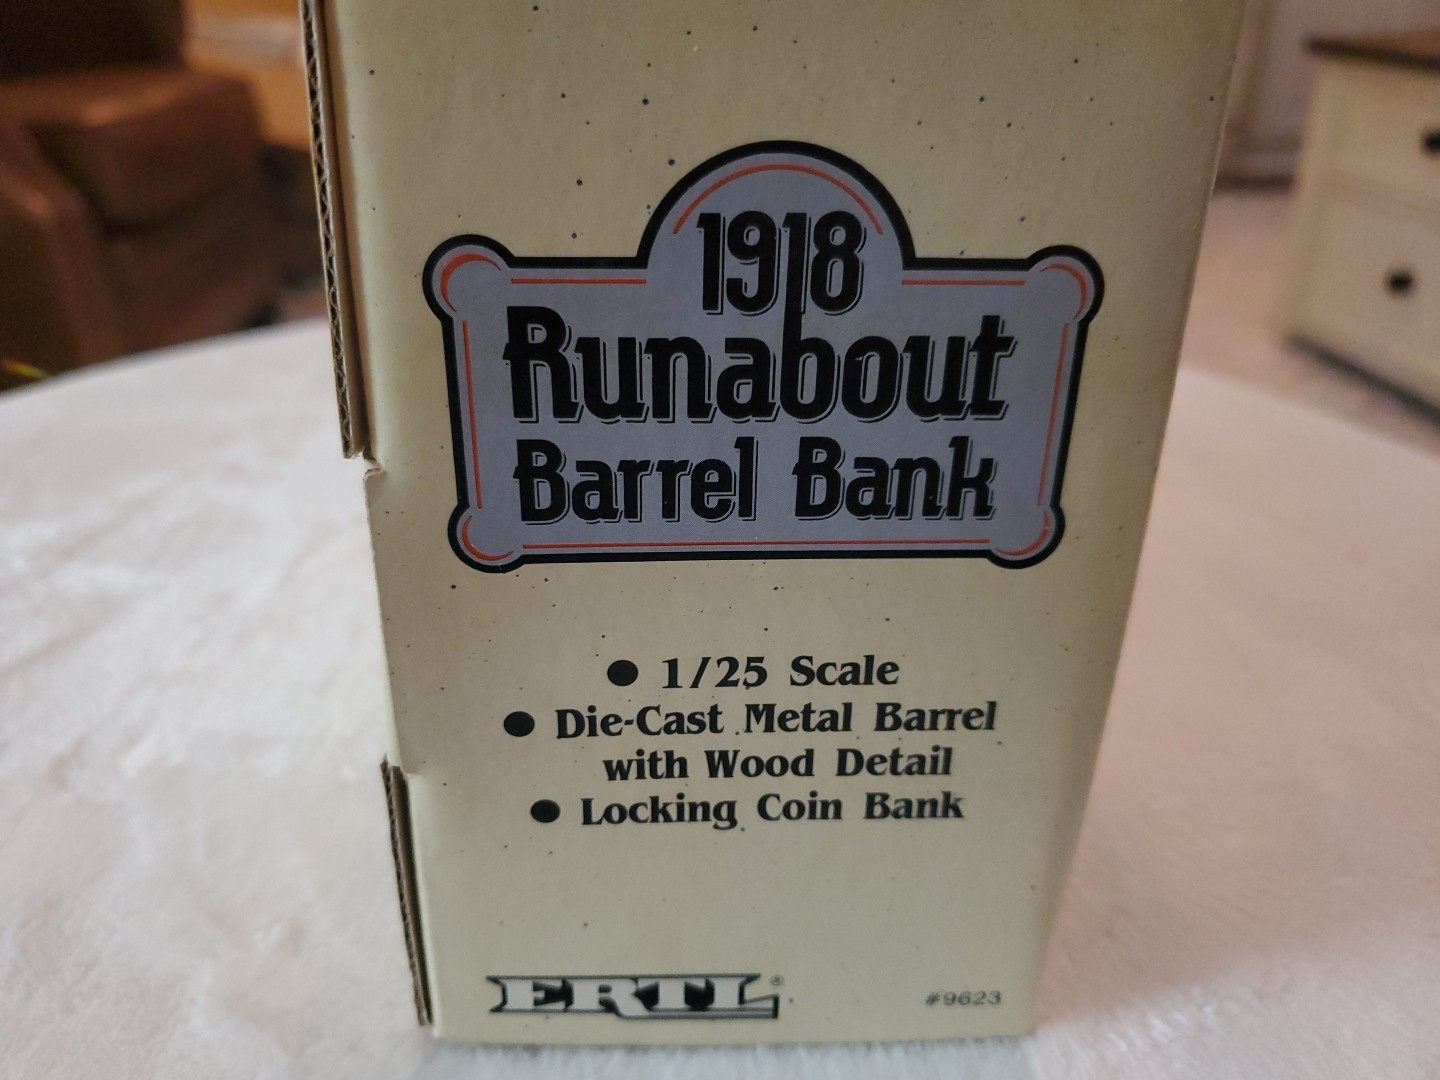 1918
Runabout
Barrel Bank
● 1/25 Scale
● Die-Cast Metal Barrel
with Wood Detail
● Locking Coin Bank
ERTL®
#9623